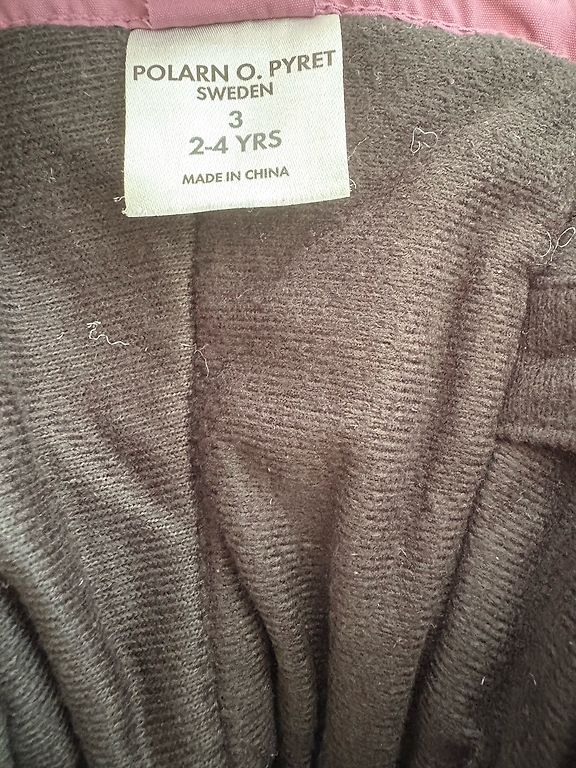 POLARN O. PYRET
SWEDEN
3
2-4 YRS
MADE IN CHINA